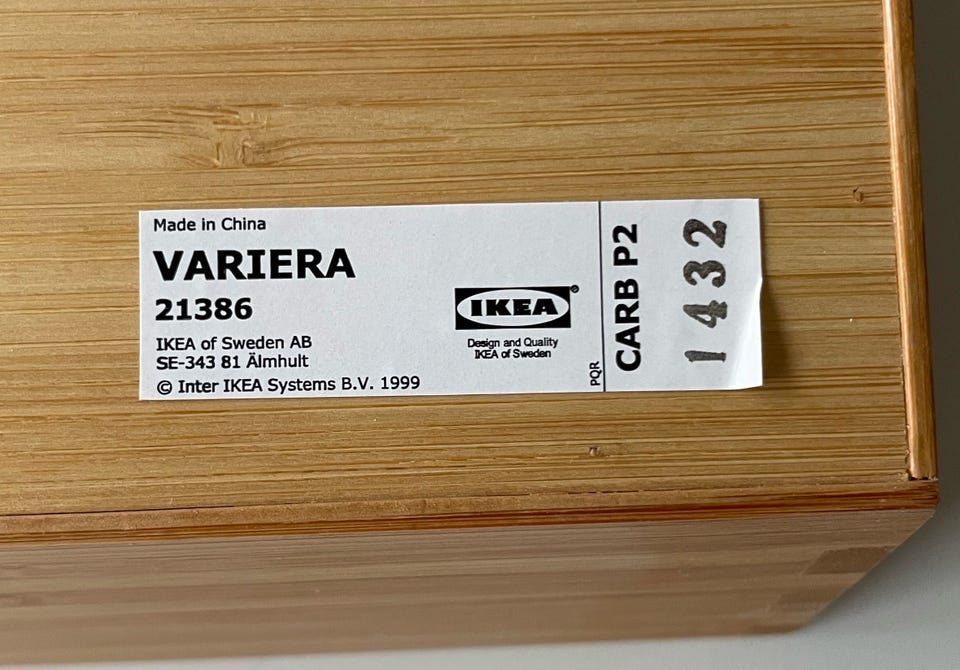 Made in China
VARIERA
21386
IKEA of Sweden AB
SE-343 81 Älmhult
© Inter IKEA Systems B.V. 1999
IKEA®
Design and Quality
IKEA of Sweden
PQR
CARB P2
1432